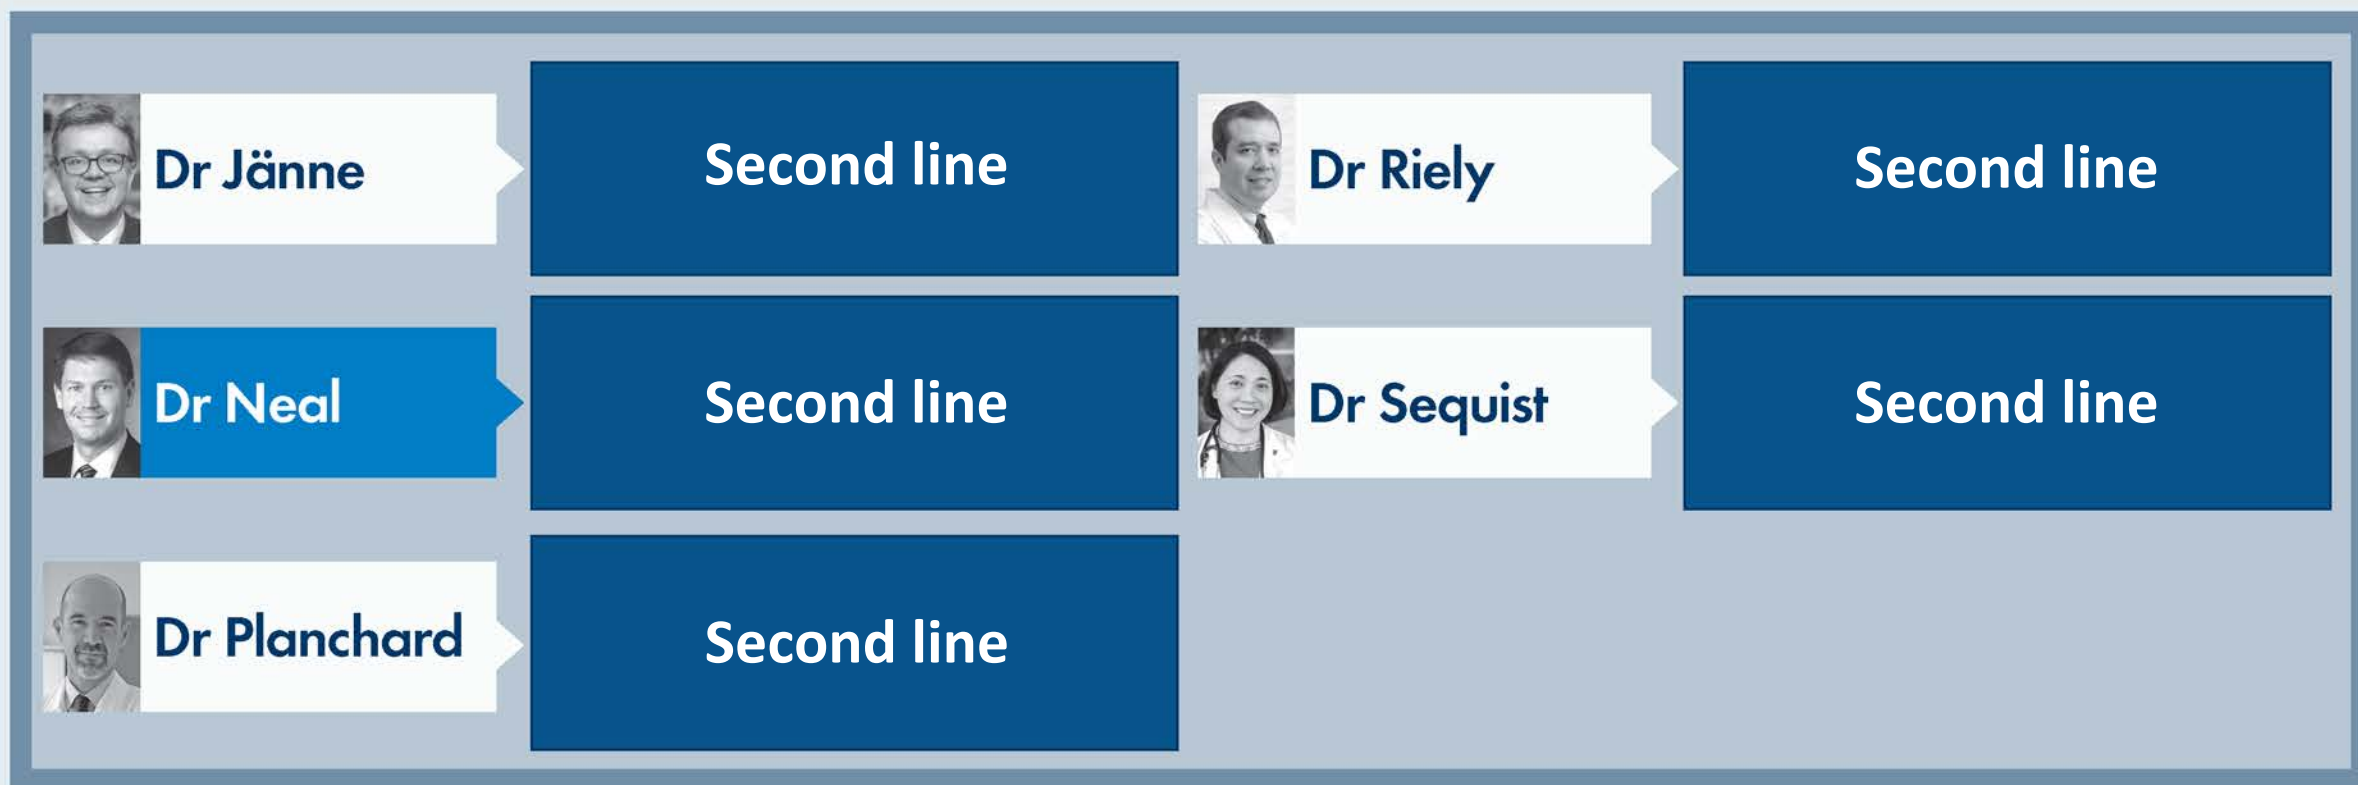 Dr Jänne
Second line
Dr Riely
Second line
Dr Neal
Second line
Dr Sequist
Second line
Dr Planchard
Second line